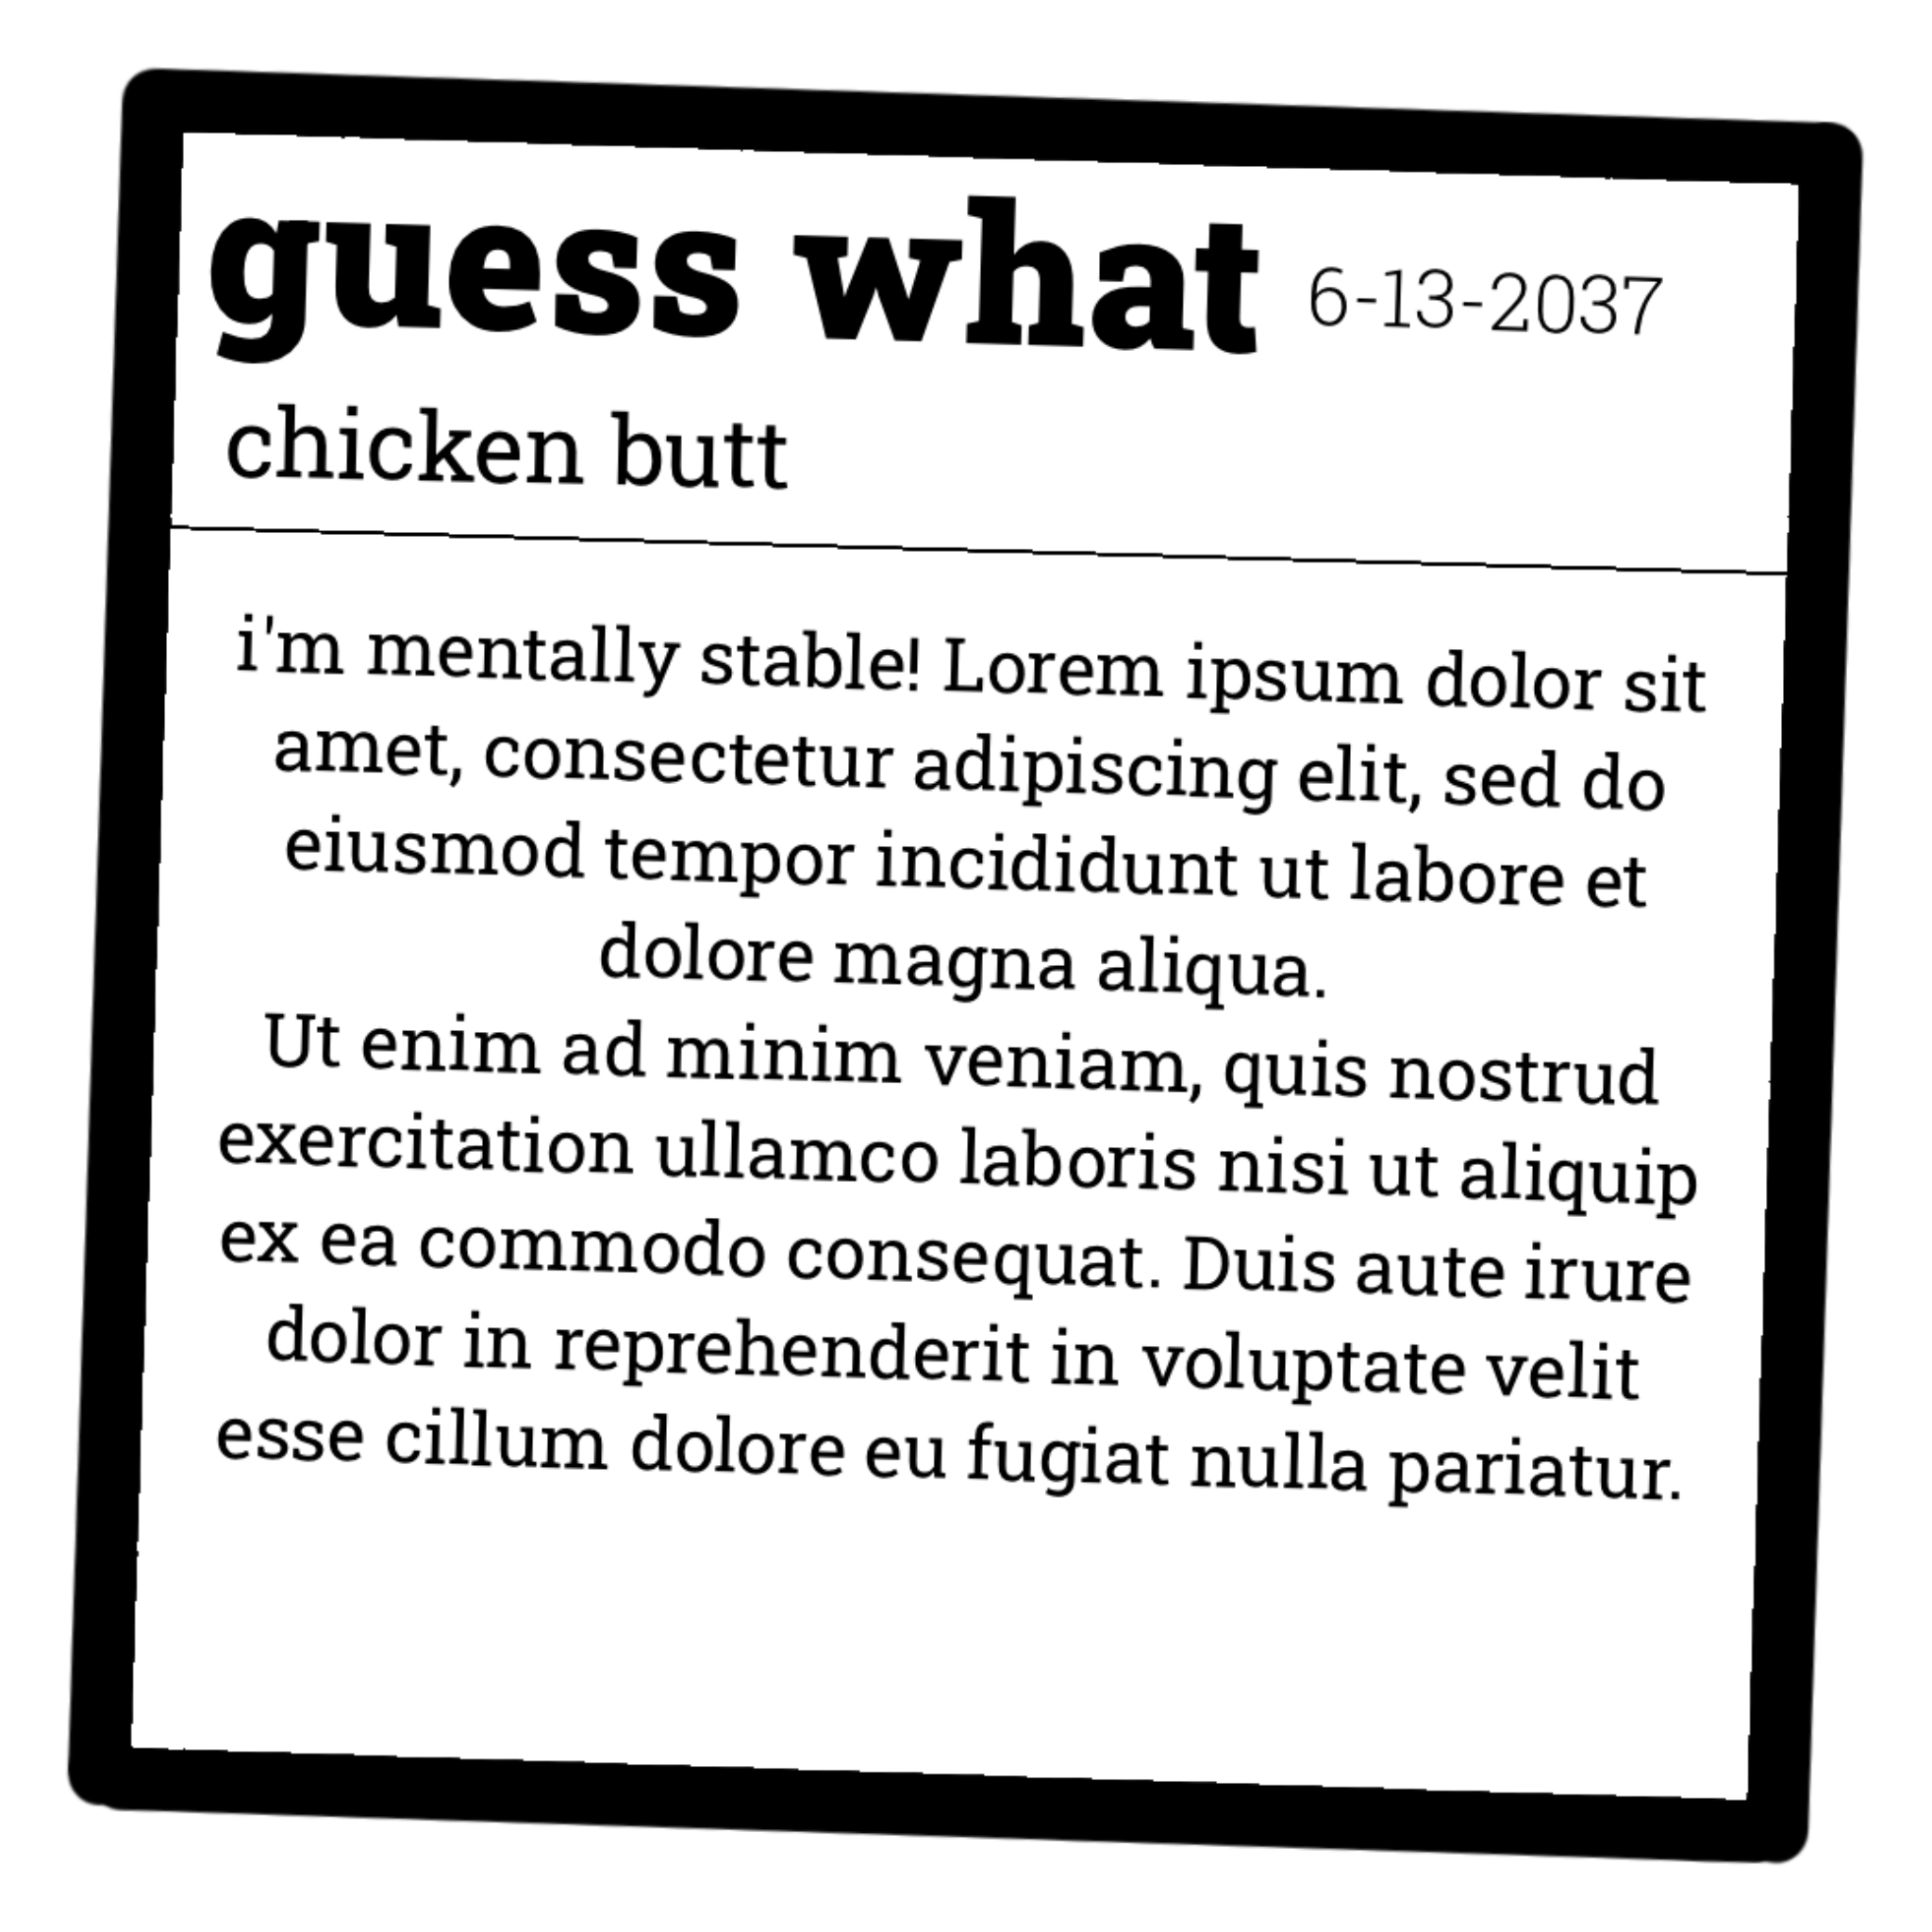 guess what 6-13-2037
chicken butt
i'm mentally stable! Lorem ipsum dolor sit
amet, consectetur adipiscing elit, sed do
eiusmod tempor incididunt ut labore et
dolore magna aliqua.
Ut enim ad minim veniam, quis nostrud
exercitation ullamco laboris nisi ut aliquip
ex ea commodo consequat. Duis aute irure
dolor in reprehenderit in voluptate velit
esse cillum dolore eu fugiat nulla pariatur.